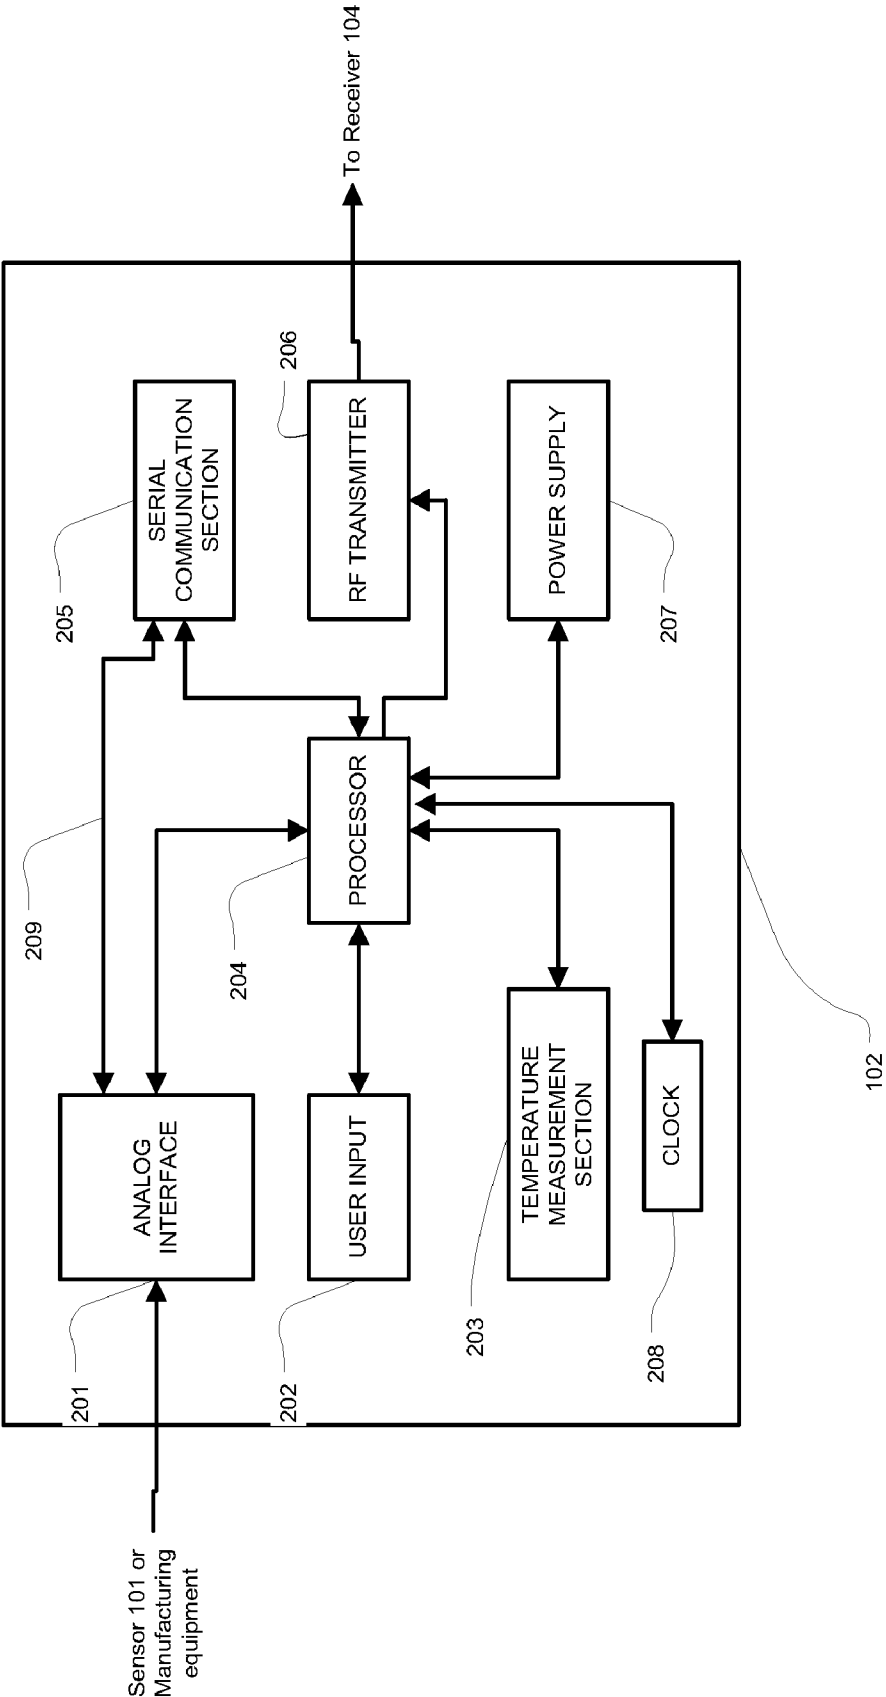 209
205
SERIAL
COMMUNICATION
SECTION
ANALOG
INTERFACE
201
Sensor 101 or
Manufacturing
equipment
204
PROCESSOR
206
RF TRANSMITTER
To Receiver 104
USER INPUT
202
TEMPERATURE
MEASUREMENT
SECTION
203
POWER SUPPLY
207
CLOCK
208
102